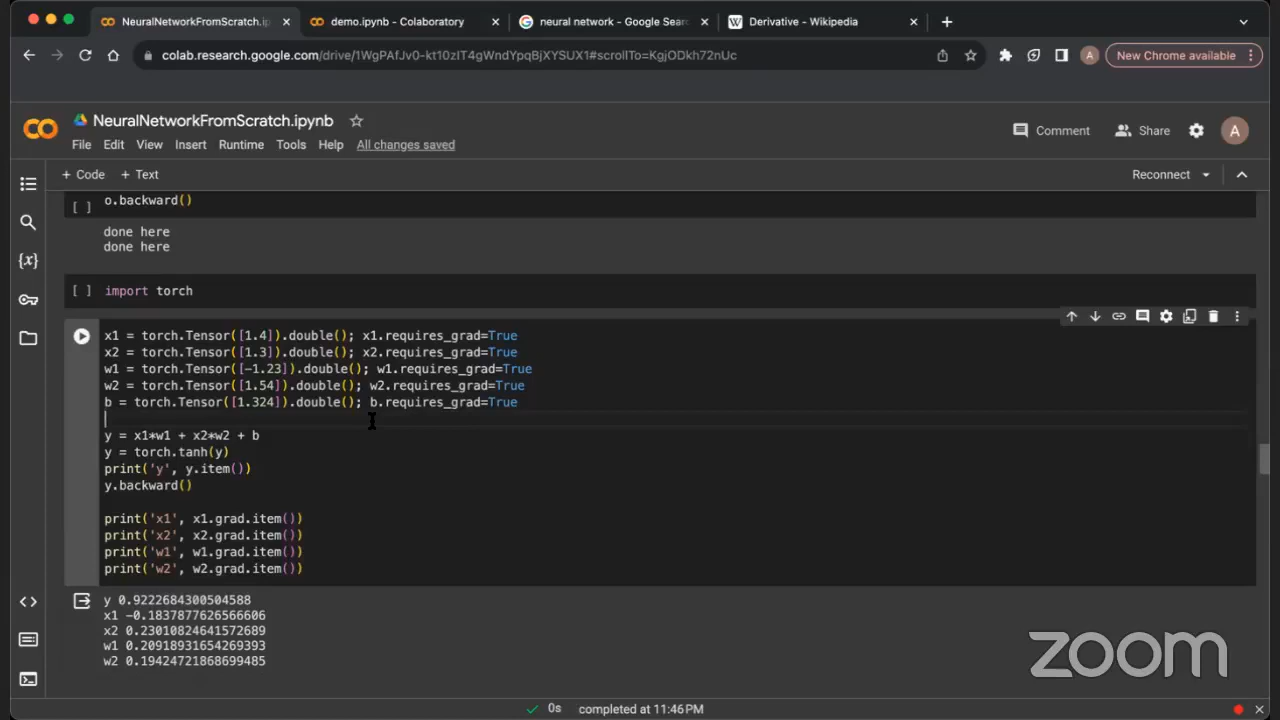 NeuralNetworkFromScratch.ip
demo.ipynb - Colaboratory
neural network - Google Sear
Derivative - Wikipedia
colab.research.google.com/drive/1WgPAfJv0-kt10zIT4gWndYpqBjXYSUX1#scrollTo=KgjODkh72nUc
A
New Chrome available
NeuralNetworkFromScratch.ipynb
Comment
Share
A
File Edit View Insert Runtime Tools Help All changes saved
+ Code + Text
Reconnect
[ ] o.backward()
done here
done here
[ ] import torch
x1 = torch.Tensor([1.4]).double(); x1.requires_grad=True
x2 = torch.Tensor([1.3]).double(); x2.requires_grad=True
w1 = torch.Tensor([-1.23]).double(); w1.requires_grad=True
w2 = torch.Tensor([1.54]).double(); w2.requires_grad=True
b = torch.Tensor([1.324]).double(); b.requires_grad=True
y = x1*w1 + x2*w2 + b
y = torch.tanh(y)
print('y', y.item())
y.backward()
print('x1', x1.grad.item())
print('x2', x2.grad.item())
print('w1', w1.grad.item())
print('w2', w2.grad.item())
y 0.9222684300504588
x1 -0.1837877626566606
x2 0.23010824641572689
w1 0.20918931654269393
w2 0.19424721868699485
zoom
0s completed at 11:46 PM